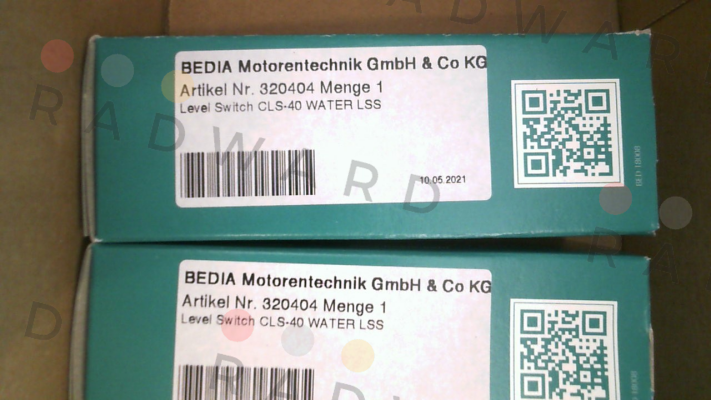 BEDIA Motorentechnik GmbH & Co KG
Artikel Nr. 320404 Menge 1
Level Switch CLS-40 WATER LSS
10.05.2021
BEDIA Motorentechnik GmbH & Co KG
Artikel Nr. 320404 Menge 1
Level Switch CLS-40 WATER LSS
RADWARD